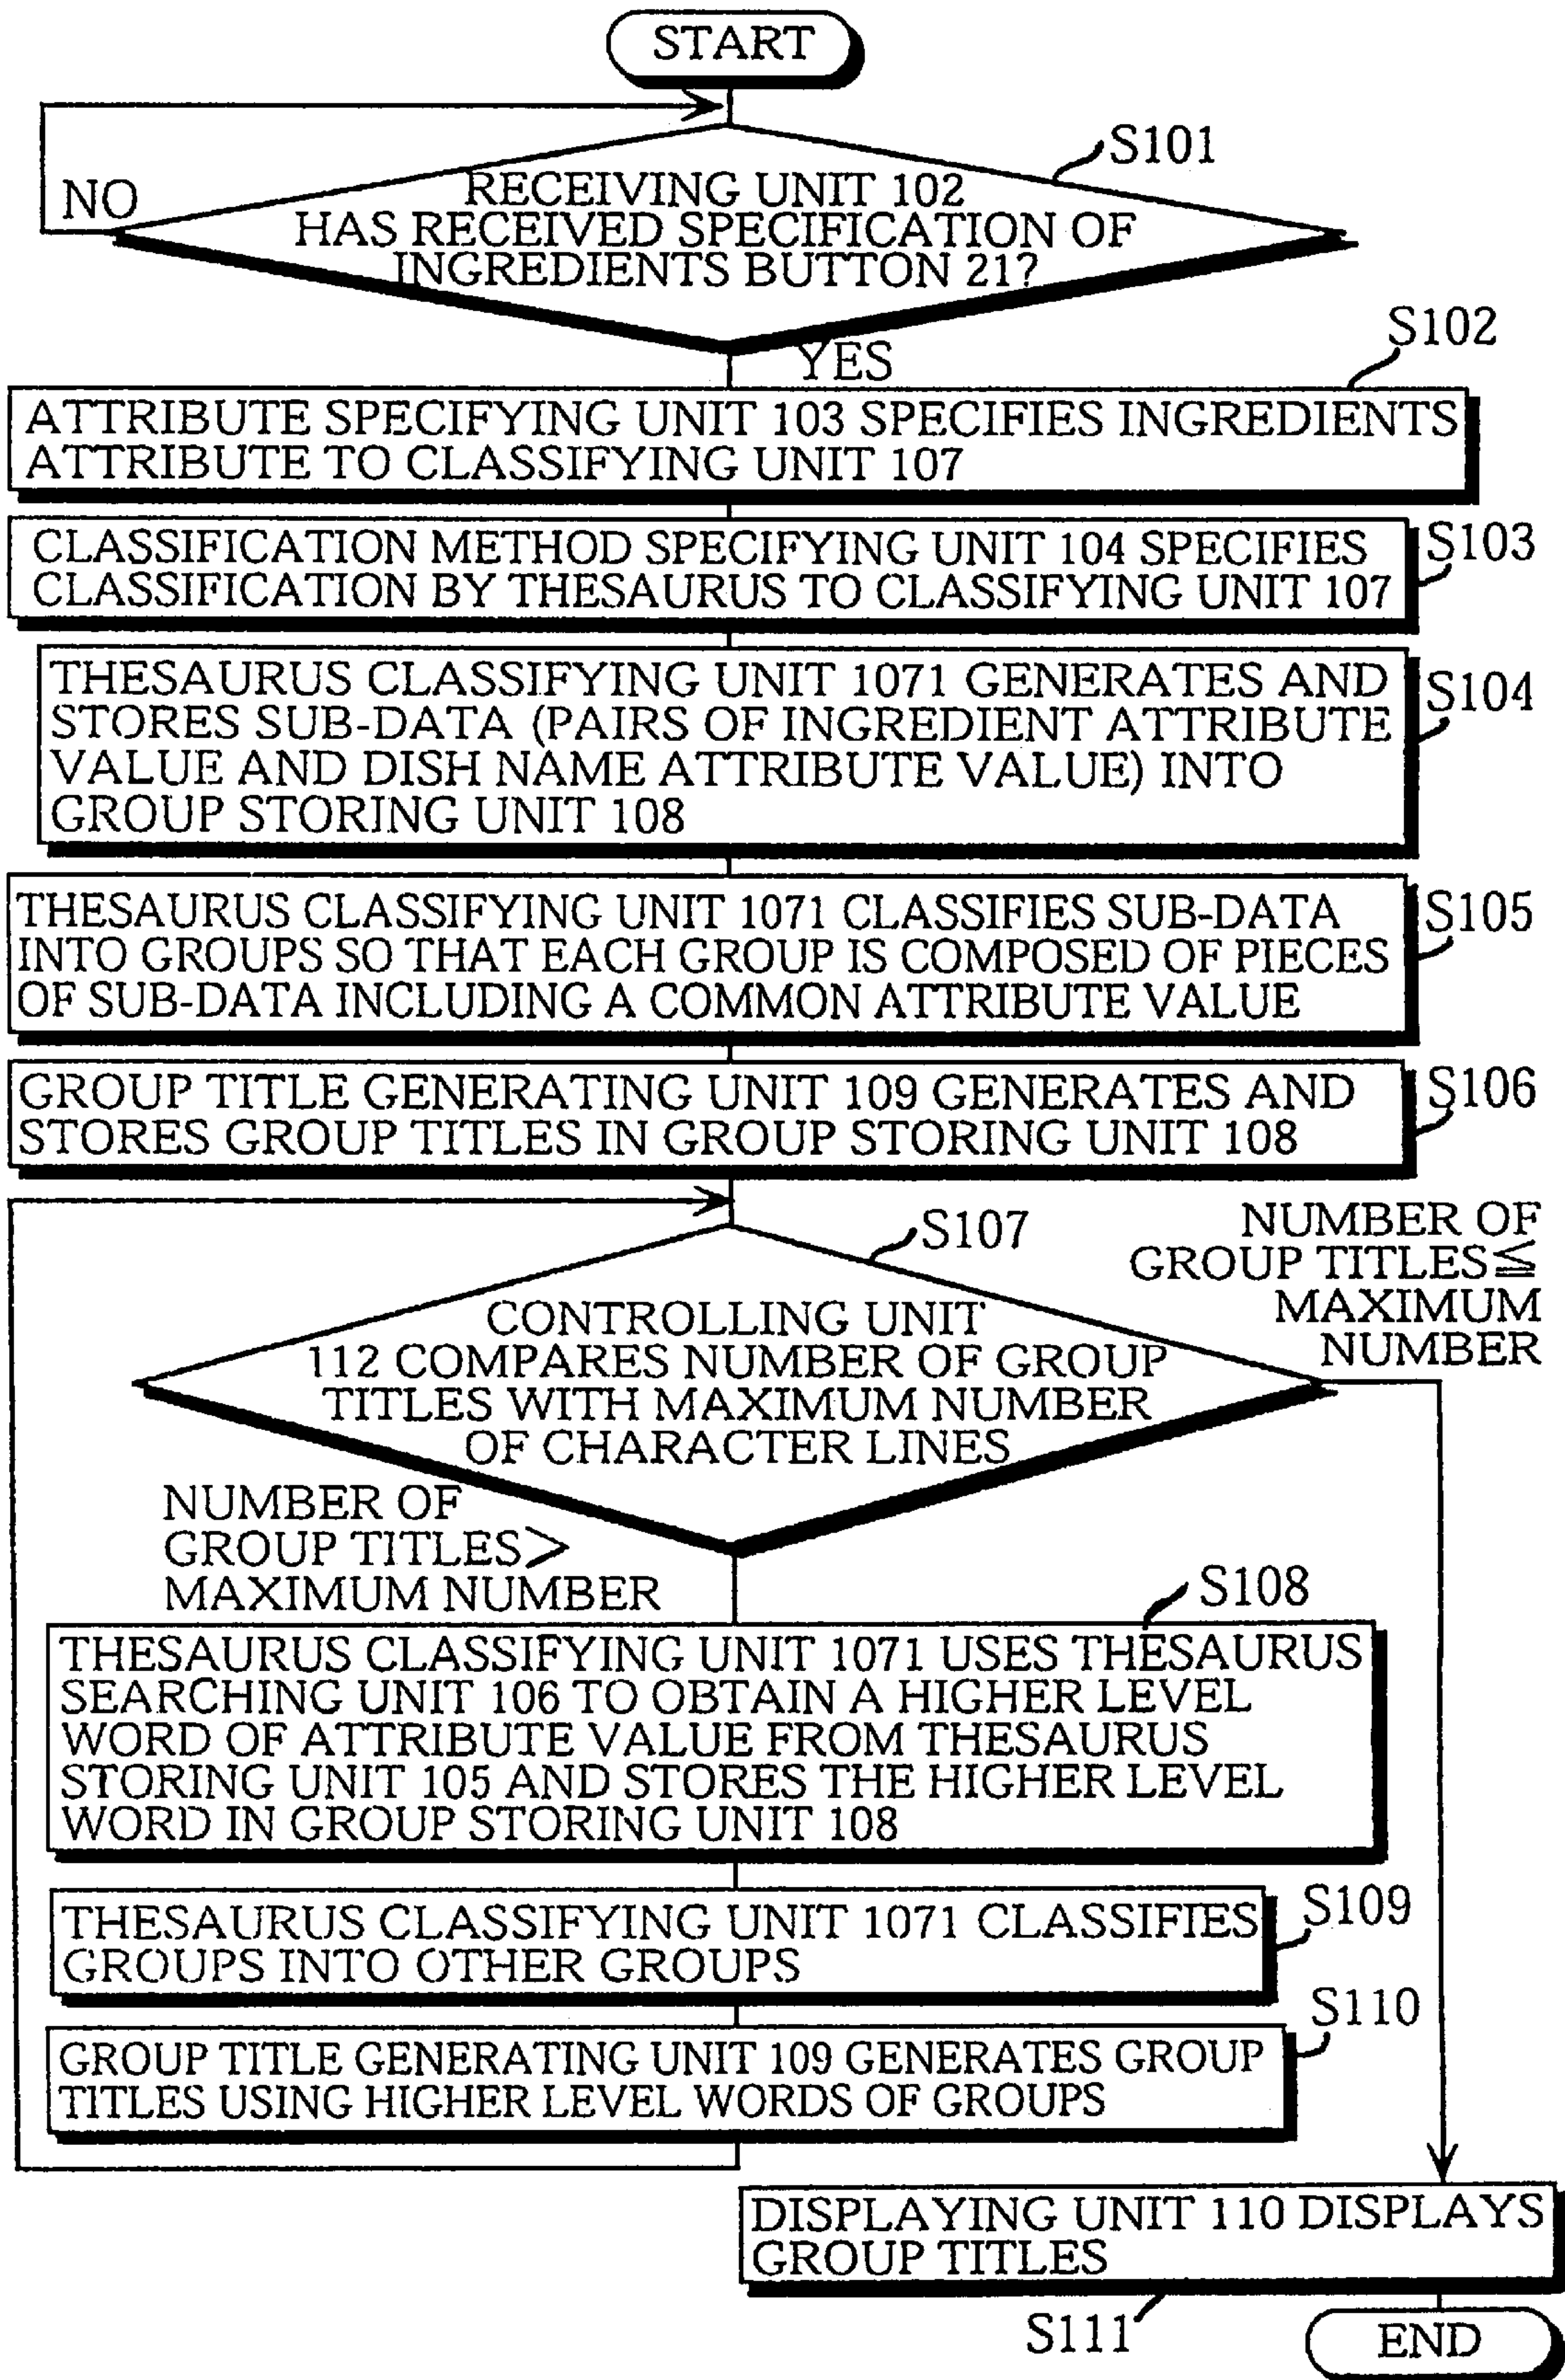 START
S101
NO
RECEIVING UNIT 102
HAS RECEIVED SPECIFICATION OF
INGREDIENTS BUTTON 21?
YES
S102
ATTRIBUTE SPECIFYING UNIT 103 SPECIFIES INGREDIENTS
ATTRIBUTE TO CLASSIFYING UNIT 107
S103
CLASSIFICATION METHOD SPECIFYING UNIT 104 SPECIFIES
CLASSIFICATION BY THESAURUS TO CLASSIFYING UNIT 107
S104
THESAURUS CLASSIFYING UNIT 1071 GENERATES AND
STORES SUB-DATA (PAIRS OF INGREDIENT ATTRIBUTE
VALUE AND DISH NAME ATTRIBUTE VALUE) INTO
GROUP STORING UNIT 108
S105
THESAURUS CLASSIFYING UNIT 1071 CLASSIFIES SUB-DATA
INTO GROUPS SO THAT EACH GROUP IS COMPOSED OF PIECES
OF SUB-DATA INCLUDING A COMMON ATTRIBUTE VALUE
S106
GROUP TITLE GENERATING UNIT 109 GENERATES AND
STORES GROUP TITLES IN GROUP STORING UNIT 108
S107
NUMBER OF
GROUP TITLES≦
MAXIMUM
NUMBER
CONTROLLING UNIT
112 COMPARES NUMBER OF GROUP
TITLES WITH MAXIMUM NUMBER
OF CHARACTER LINES
NUMBER OF
GROUP TITLES>
MAXIMUM NUMBER
S108
THESAURUS CLASSIFYING UNIT 1071 USES THESAURUS
SEARCHING UNIT 106 TO OBTAIN A HIGHER LEVEL
WORD OF ATTRIBUTE VALUE FROM THESAURUS
STORING UNIT 105 AND STORES THE HIGHER LEVEL
WORD IN GROUP STORING UNIT 108
S109
THESAURUS CLASSIFYING UNIT 1071 CLASSIFIES
GROUPS INTO OTHER GROUPS
S110
GROUP TITLE GENERATING UNIT 109 GENERATES GROUP
TITLES USING HIGHER LEVEL WORDS OF GROUPS
DISPLAYING UNIT 110 DISPLAYS
GROUP TITLES
S111
END